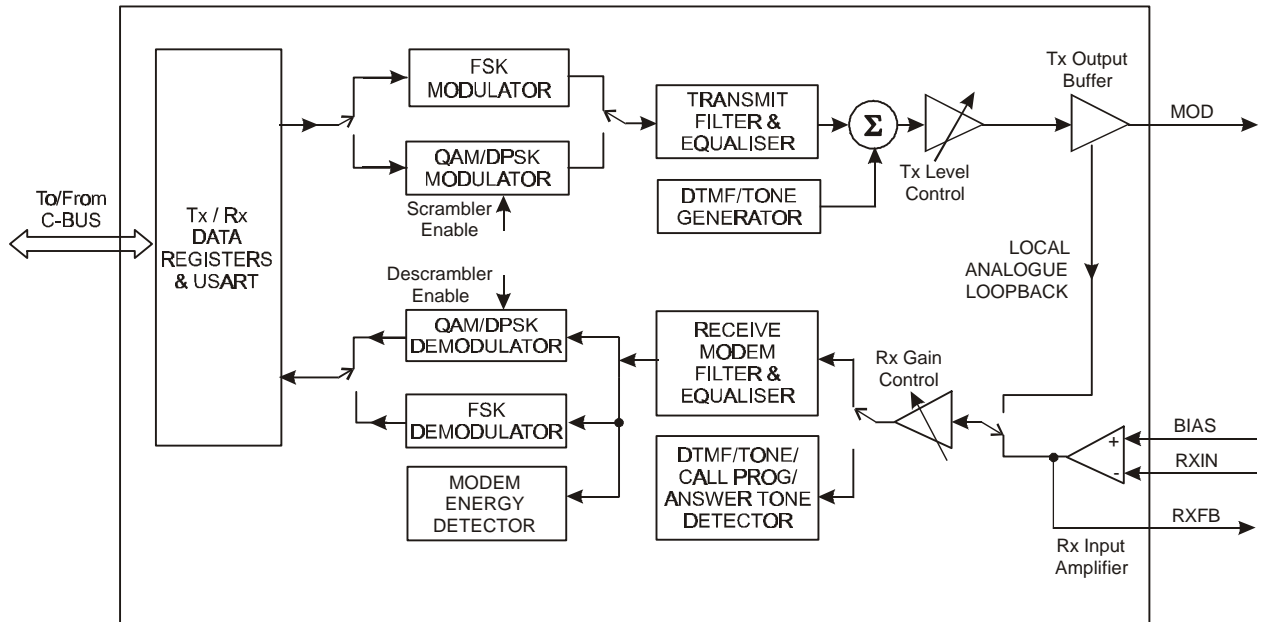 FSK
MODULATOR
QAM/DPSK
MODULATOR
Scrambler
Enable
TRANSMIT
FILTER &
EQUALISER
DTMF/TONE
GENERATOR
Σ
Tx Level
Control
Tx Output
Buffer
MOD
To/From
C-BUS
Tx / Rx
DATA
REGISTERS
& USART
LOCAL
ANALOGUE
LOOPBACK
Descrambler
Enable
QAM/DPSK
DEMODULATOR
FSK
DEMODULATOR
MODEM
ENERGY
DETECTOR
RECEIVE
MODEM
FILTER &
EQUALISER
DTMF/TONE/
CALL PROG/
ANSWER TONE
DETECTOR
Rx Gain
Control
+
-
BIAS
RXIN
RXFB
Rx Input
Amplifier